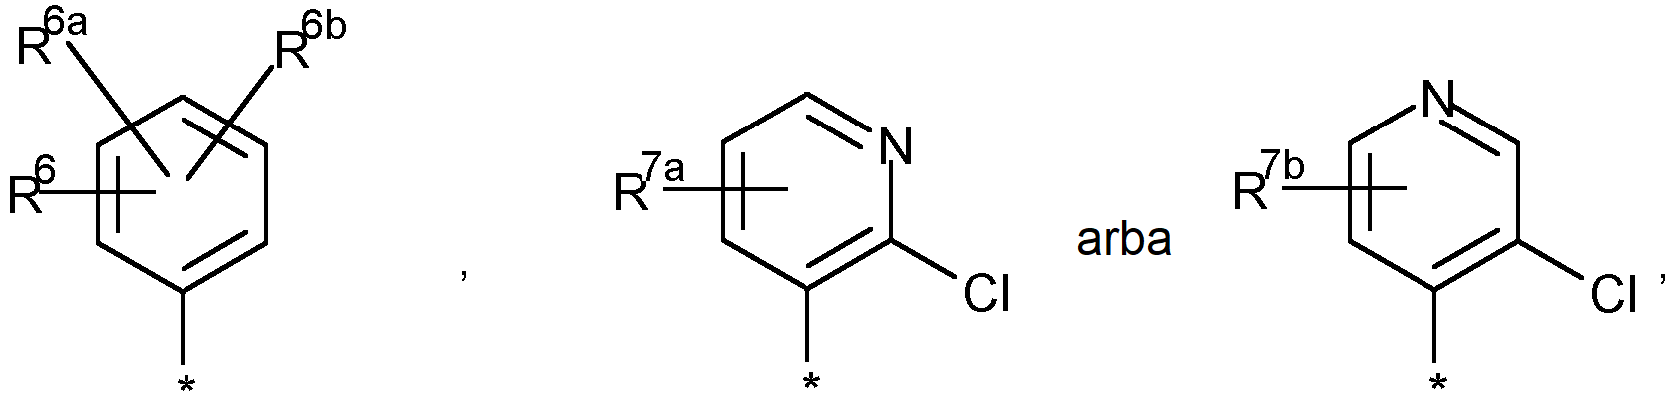 R6a R6b
R6 R7a N Cl R7b N Cl
, arba ,
* * *